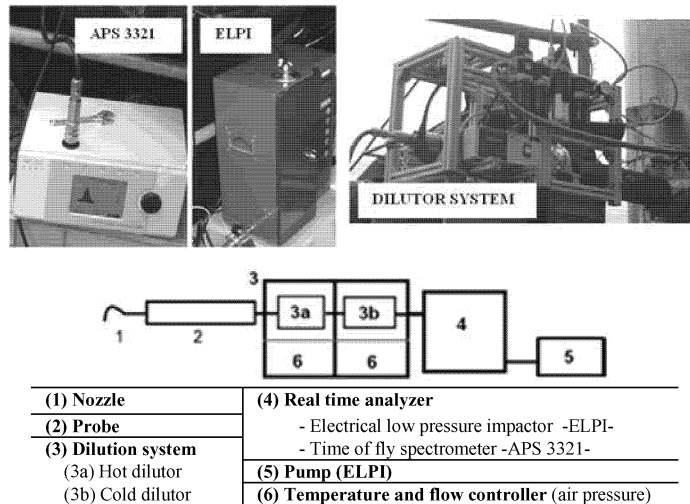 APS 3321
ELPI
DILUTOR SYSTEM
3
3a
3b
4
1
2
6
6
5
(1) Nozzle
(2) Probe
(3) Dilution system
(3a) Hot dilutor
(3b) Cold dilutor
(4) Real time analyzer
- Electrical low pressure impactor -ELPI-
- Time of fly spectrometer -APS 3321-
(5) Pump (ELPI)
(6) Temperature and flow controller (air pressure)